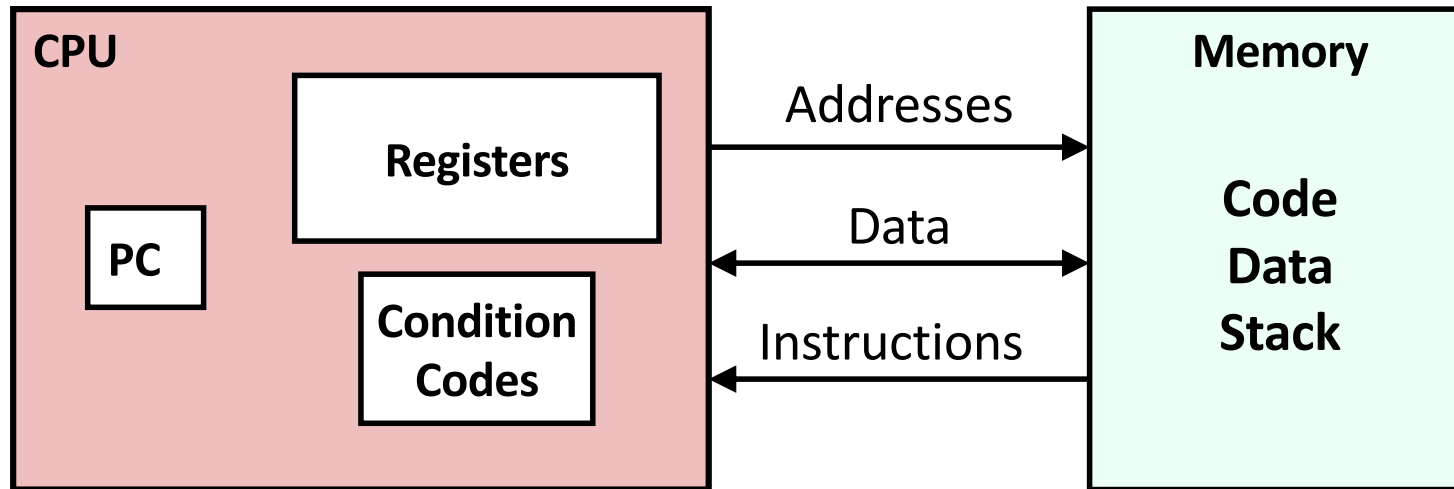 CPU
Registers
PC
Condition
Codes
Addresses
Data
Instructions
Memory
Code
Data
Stack